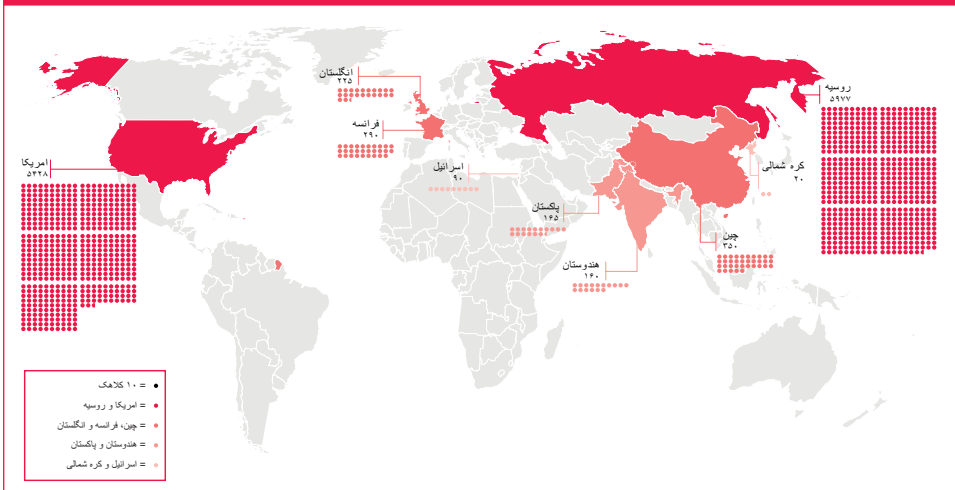 انگلستان
۲۲۵
فرانسه
۲۹۰
اسرائیل
۹۰
پاکستان
۱۶۵
هندوستان
۱۶۰
چین
۳۵۰
کره شمالی
۲۰
روسیه
۵۹۷۷
امریکا
۵۴۲۸
= ۱۰ کلاهک
= امریکا و روسیه
= چین، فرانسه و انگلستان
= هندوستان و پاکستان
= اسرائیل و کره شمالی